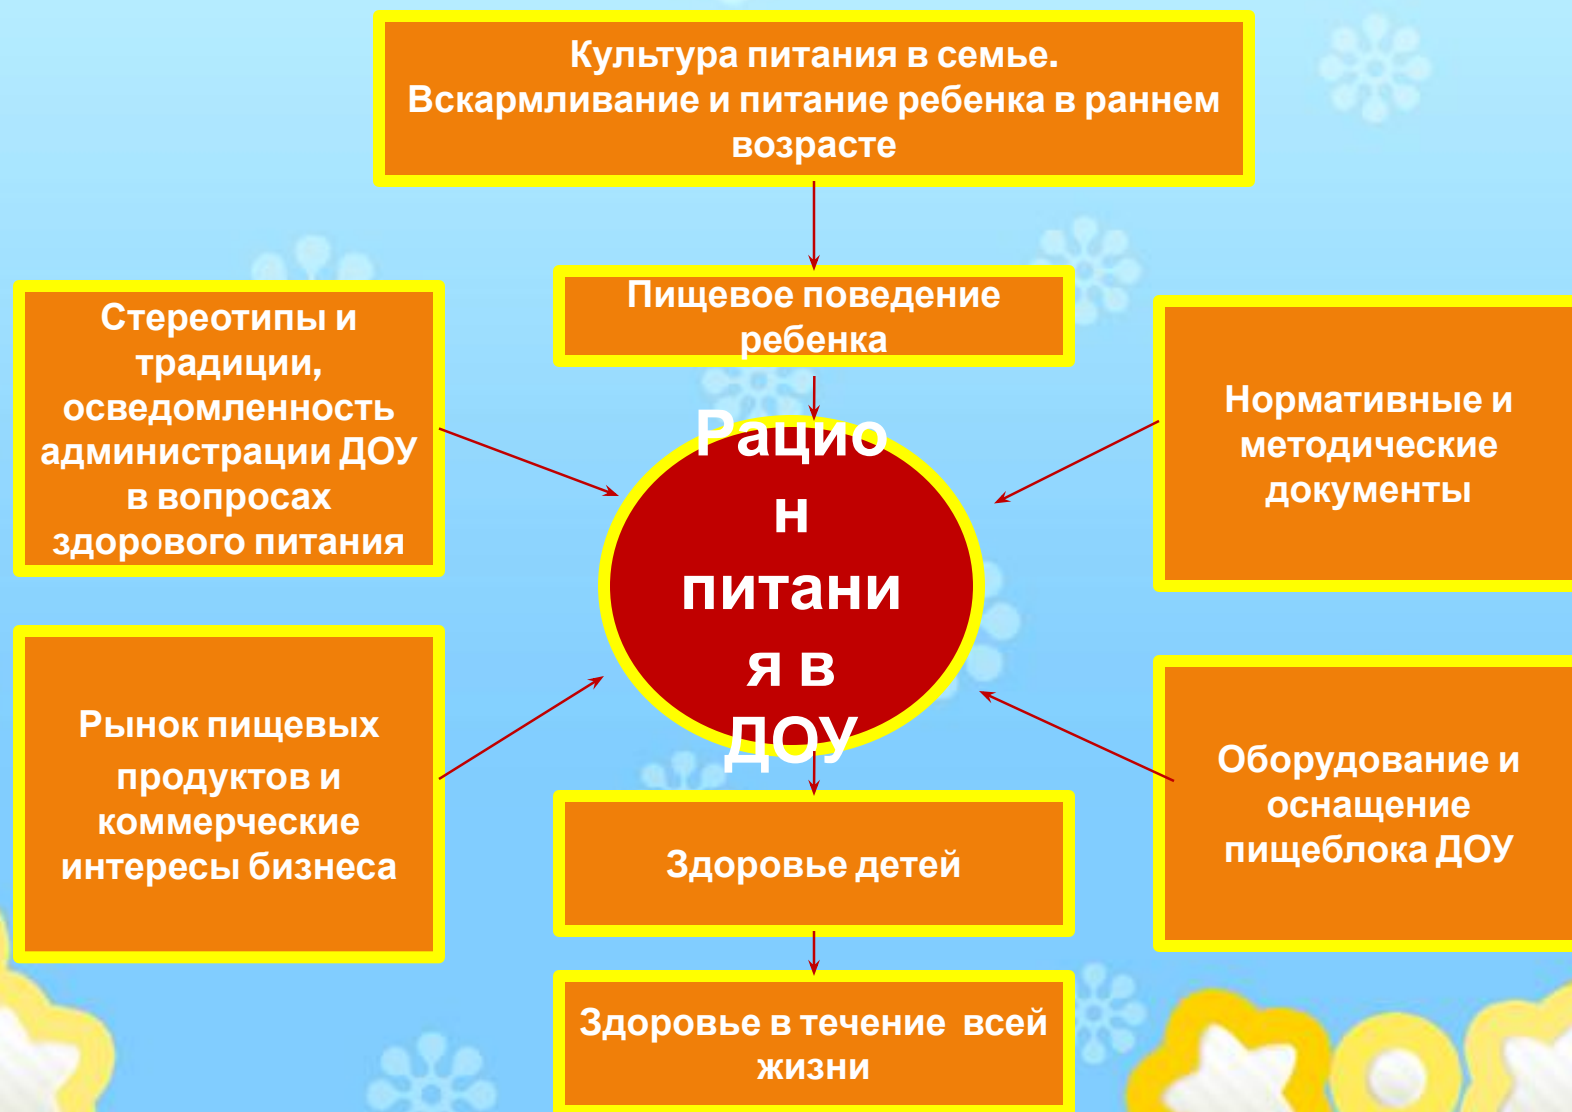 Культура питания в семье.
Вскармливание и питание ребенка в раннем
возрасте
Пищевое поведение
ребенка
Стереотипы и
традиции,
осведомленность
администрации ДОУ
в вопросах
здорового питания
Нормативные и
методические
документы
Рацио
н
питани
я в
ДОУ
Рынок пищевых
продуктов и
коммерческие
интересы бизнеса
Оборудование и
оснащение
пищеблока ДОУ
Здоровье детей
Здоровье в течение всей
жизни